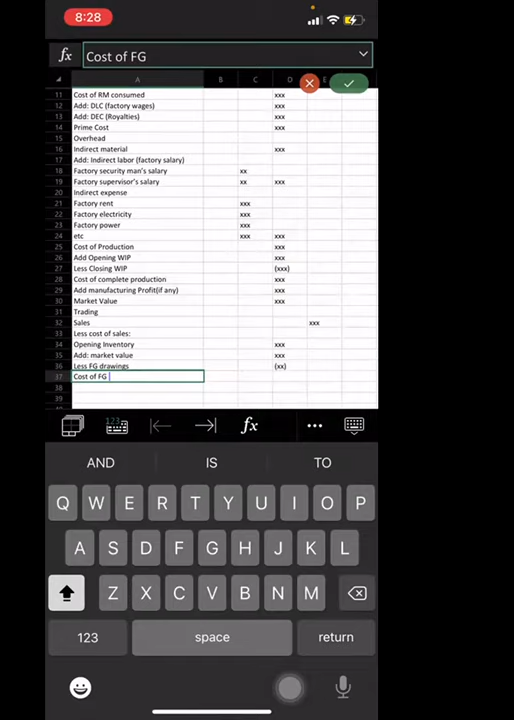 8:28
fx Cost of FG
A B C D E
11 Cost of RM consumed xxx
12 Add: DLC (factory wages) xxx
13 Add: DEC (Royalties) xxx
14 Prime Cost xxx
15 Overhead
16 Indirect material xxx
17 Add: Indirect labor (factory salary)
18 Factory security man's salary xx
19 Factory supervisor's salary xx xxx
20 Indirect expense
21 Factory rent xxx
22 Factory electricity xxx
23 Factory power xxx
24 etc xxx xxx
25 Cost of Production xxx
26 Add Opening WIP xxx
27 Less Closing WIP (xxx)
28 Cost of complete production xxx
29 Add manufacturing Profit(if any) xxx
30 Market Value xxx
31 Trading
32 Sales xxx
33 Less cost of sales:
34 Opening Inventory xxx
35 Add: market value xxx
36 Less FG drawings (xx)
37 Cost of FG
38
39
123 fx
AND IS TO
Q W E R T Y U I O P
A S D F G H J K L
Z X C V B N M
123 space return